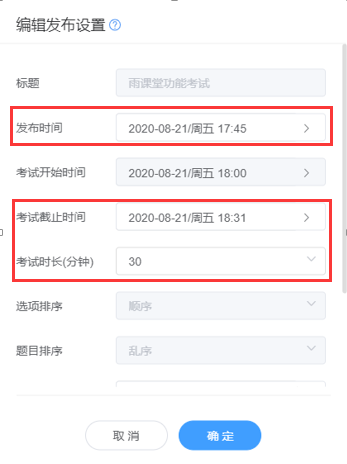 编辑发布设置 ?
标题 雨课堂功能考试
发布时间 2020-08-21/周五 17:45
考试开始时间 2020-08-21/周五 18:00
考试截止时间 2020-08-21/周五 18:31
考试时长(分钟) 30
选项排序 顺序
题目排序 乱序
取消 确定